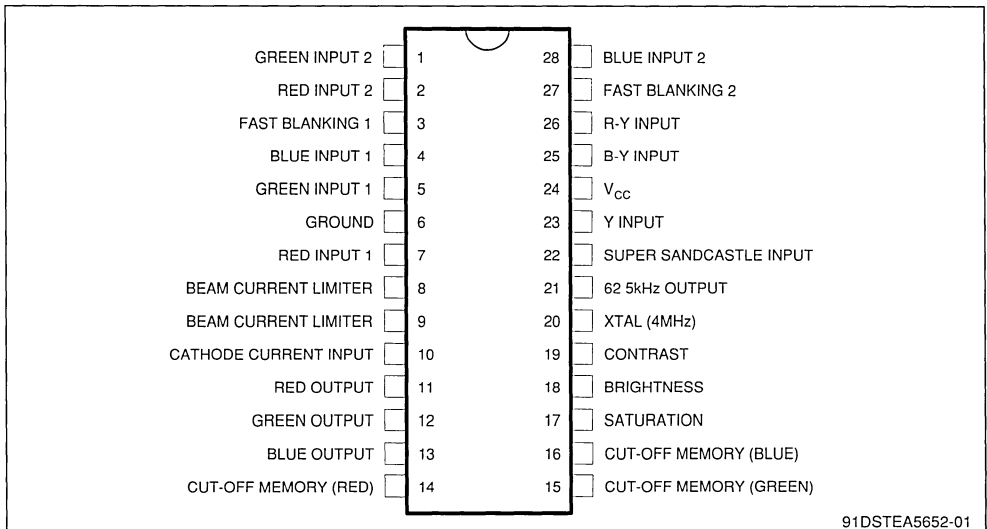 GREEN INPUT 2 1 28 BLUE INPUT 2
RED INPUT 2 2 27 FAST BLANKING 2
FAST BLANKING 1 3 26 R-Y INPUT
BLUE INPUT 1 4 25 B-Y INPUT
GREEN INPUT 1 5 24 VCC
GROUND 6 23 Y INPUT
RED INPUT 1 7 22 SUPER SANDCASTLE INPUT
BEAM CURRENT LIMITER 8 21 62 5kHz OUTPUT
BEAM CURRENT LIMITER 9 20 XTAL (4MHz)
CATHODE CURRENT INPUT 10 19 CONTRAST
RED OUTPUT 11 18 BRIGHTNESS
GREEN OUTPUT 12 17 SATURATION
BLUE OUTPUT 13 16 CUT-OFF MEMORY (BLUE)
CUT-OFF MEMORY (RED) 14 15 CUT-OFF MEMORY (GREEN)
91DSTEA5652-01